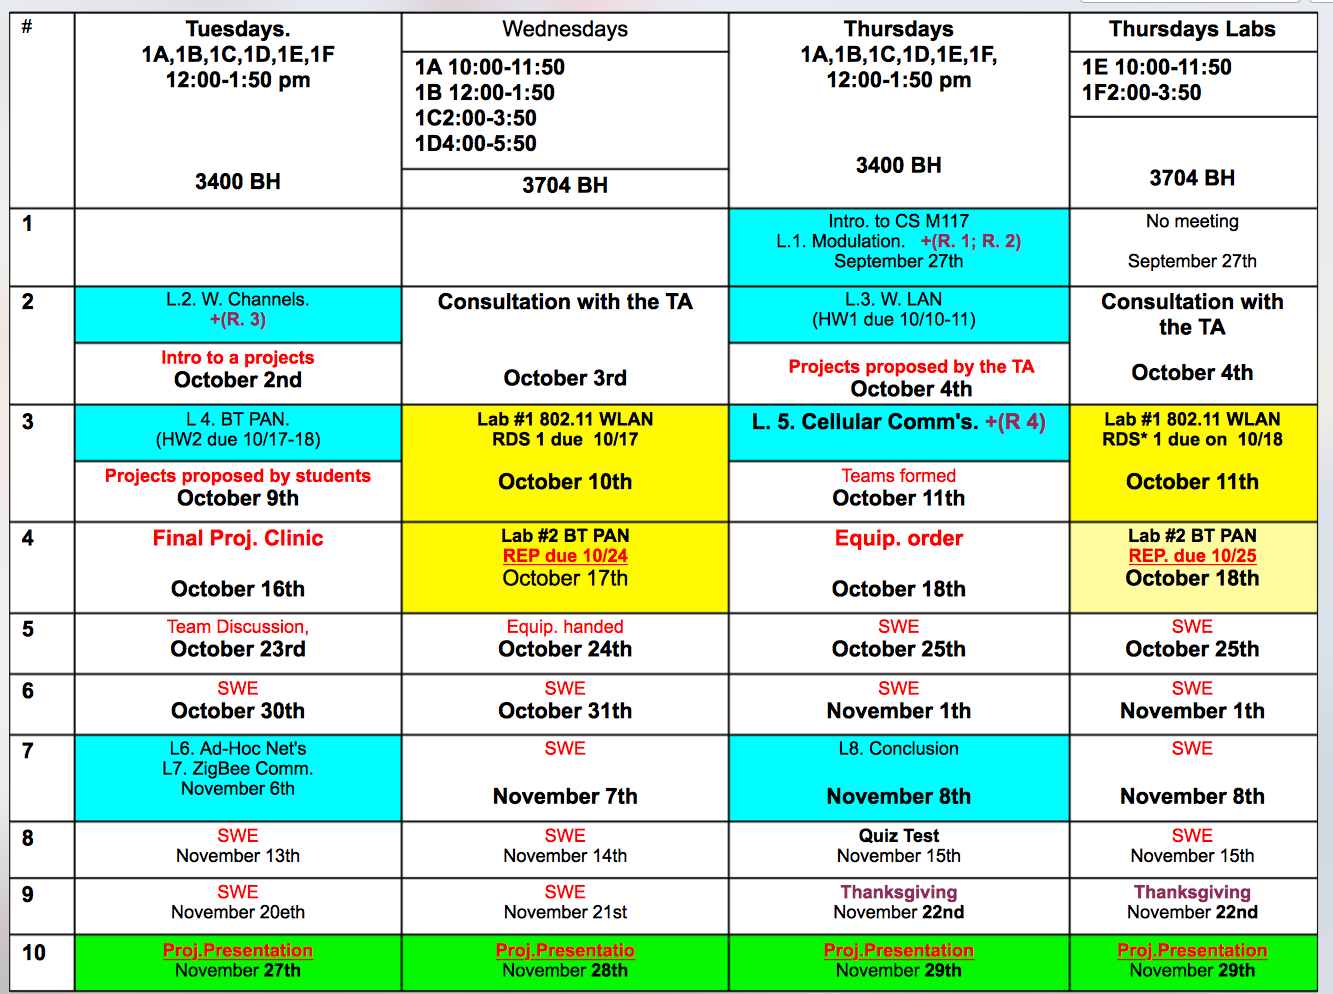 #
Tuesdays.
1A,1B,1C,1D,1E,1F
12:00-1:50 pm
3400 BH
Wednesdays
1A 10:00-11:50
1B 12:00-1:50
1C2:00-3:50
1D4:00-5:50
3704 BH
Thursdays
1A,1B,1C,1D,1E,1F,
12:00-1:50 pm
3400 BH
Thursdays Labs
1E 10:00-11:50
1F2:00-3:50
3704 BH
1
Intro. to CS M117
L.1. Modulation. +(R. 1; R. 2)
September 27th
No meeting
September 27th
2
L.2. W. Channels.
+(R. 3)
Intro to a projects
October 2nd
Consultation with the TA
October 3rd
L.3. W. LAN
(HW1 due 10/10-11)
Projects proposed by the TA
October 4th
Consultation with
the TA
October 4th
3
L 4. BT PAN.
(HW2 due 10/17-18)
Projects proposed by students
October 9th
Lab #1 802.11 WLAN
RDS 1 due 10/17
October 10th
L. 5. Cellular Comm's. +(R 4)
Teams formed
October 11th
Lab #1 802.11 WLAN
RDS* 1 due on 10/18
October 11th
4
Final Proj. Clinic
October 16th
Lab #2 BT PAN
REP due 10/24
October 17th
Equip. order
October 18th
Lab #2 BT PAN
REP. due 10/25
October 18th
5
Team Discussion,
October 23rd
Equip. handed
October 24th
SWE
October 25th
SWE
October 25th
6
SWE
October 30th
SWE
October 31th
SWE
November 1th
SWE
November 1th
7
L6. Ad-Hoc Net's
L7. ZigBee Comm.
November 6th
SWE
November 7th
L8. Conclusion
November 8th
SWE
November 8th
8
SWE
November 13th
SWE
November 14th
Quiz Test
November 15th
SWE
November 15th
9
SWE
November 20eth
SWE
November 21st
Thanksgiving
November 22nd
Thanksgiving
November 22nd
10
Proj.Presentation
November 27th
Proj.Presentatio
November 28th
Proj.Presentation
November 29th
Proj.Presentation
November 29th